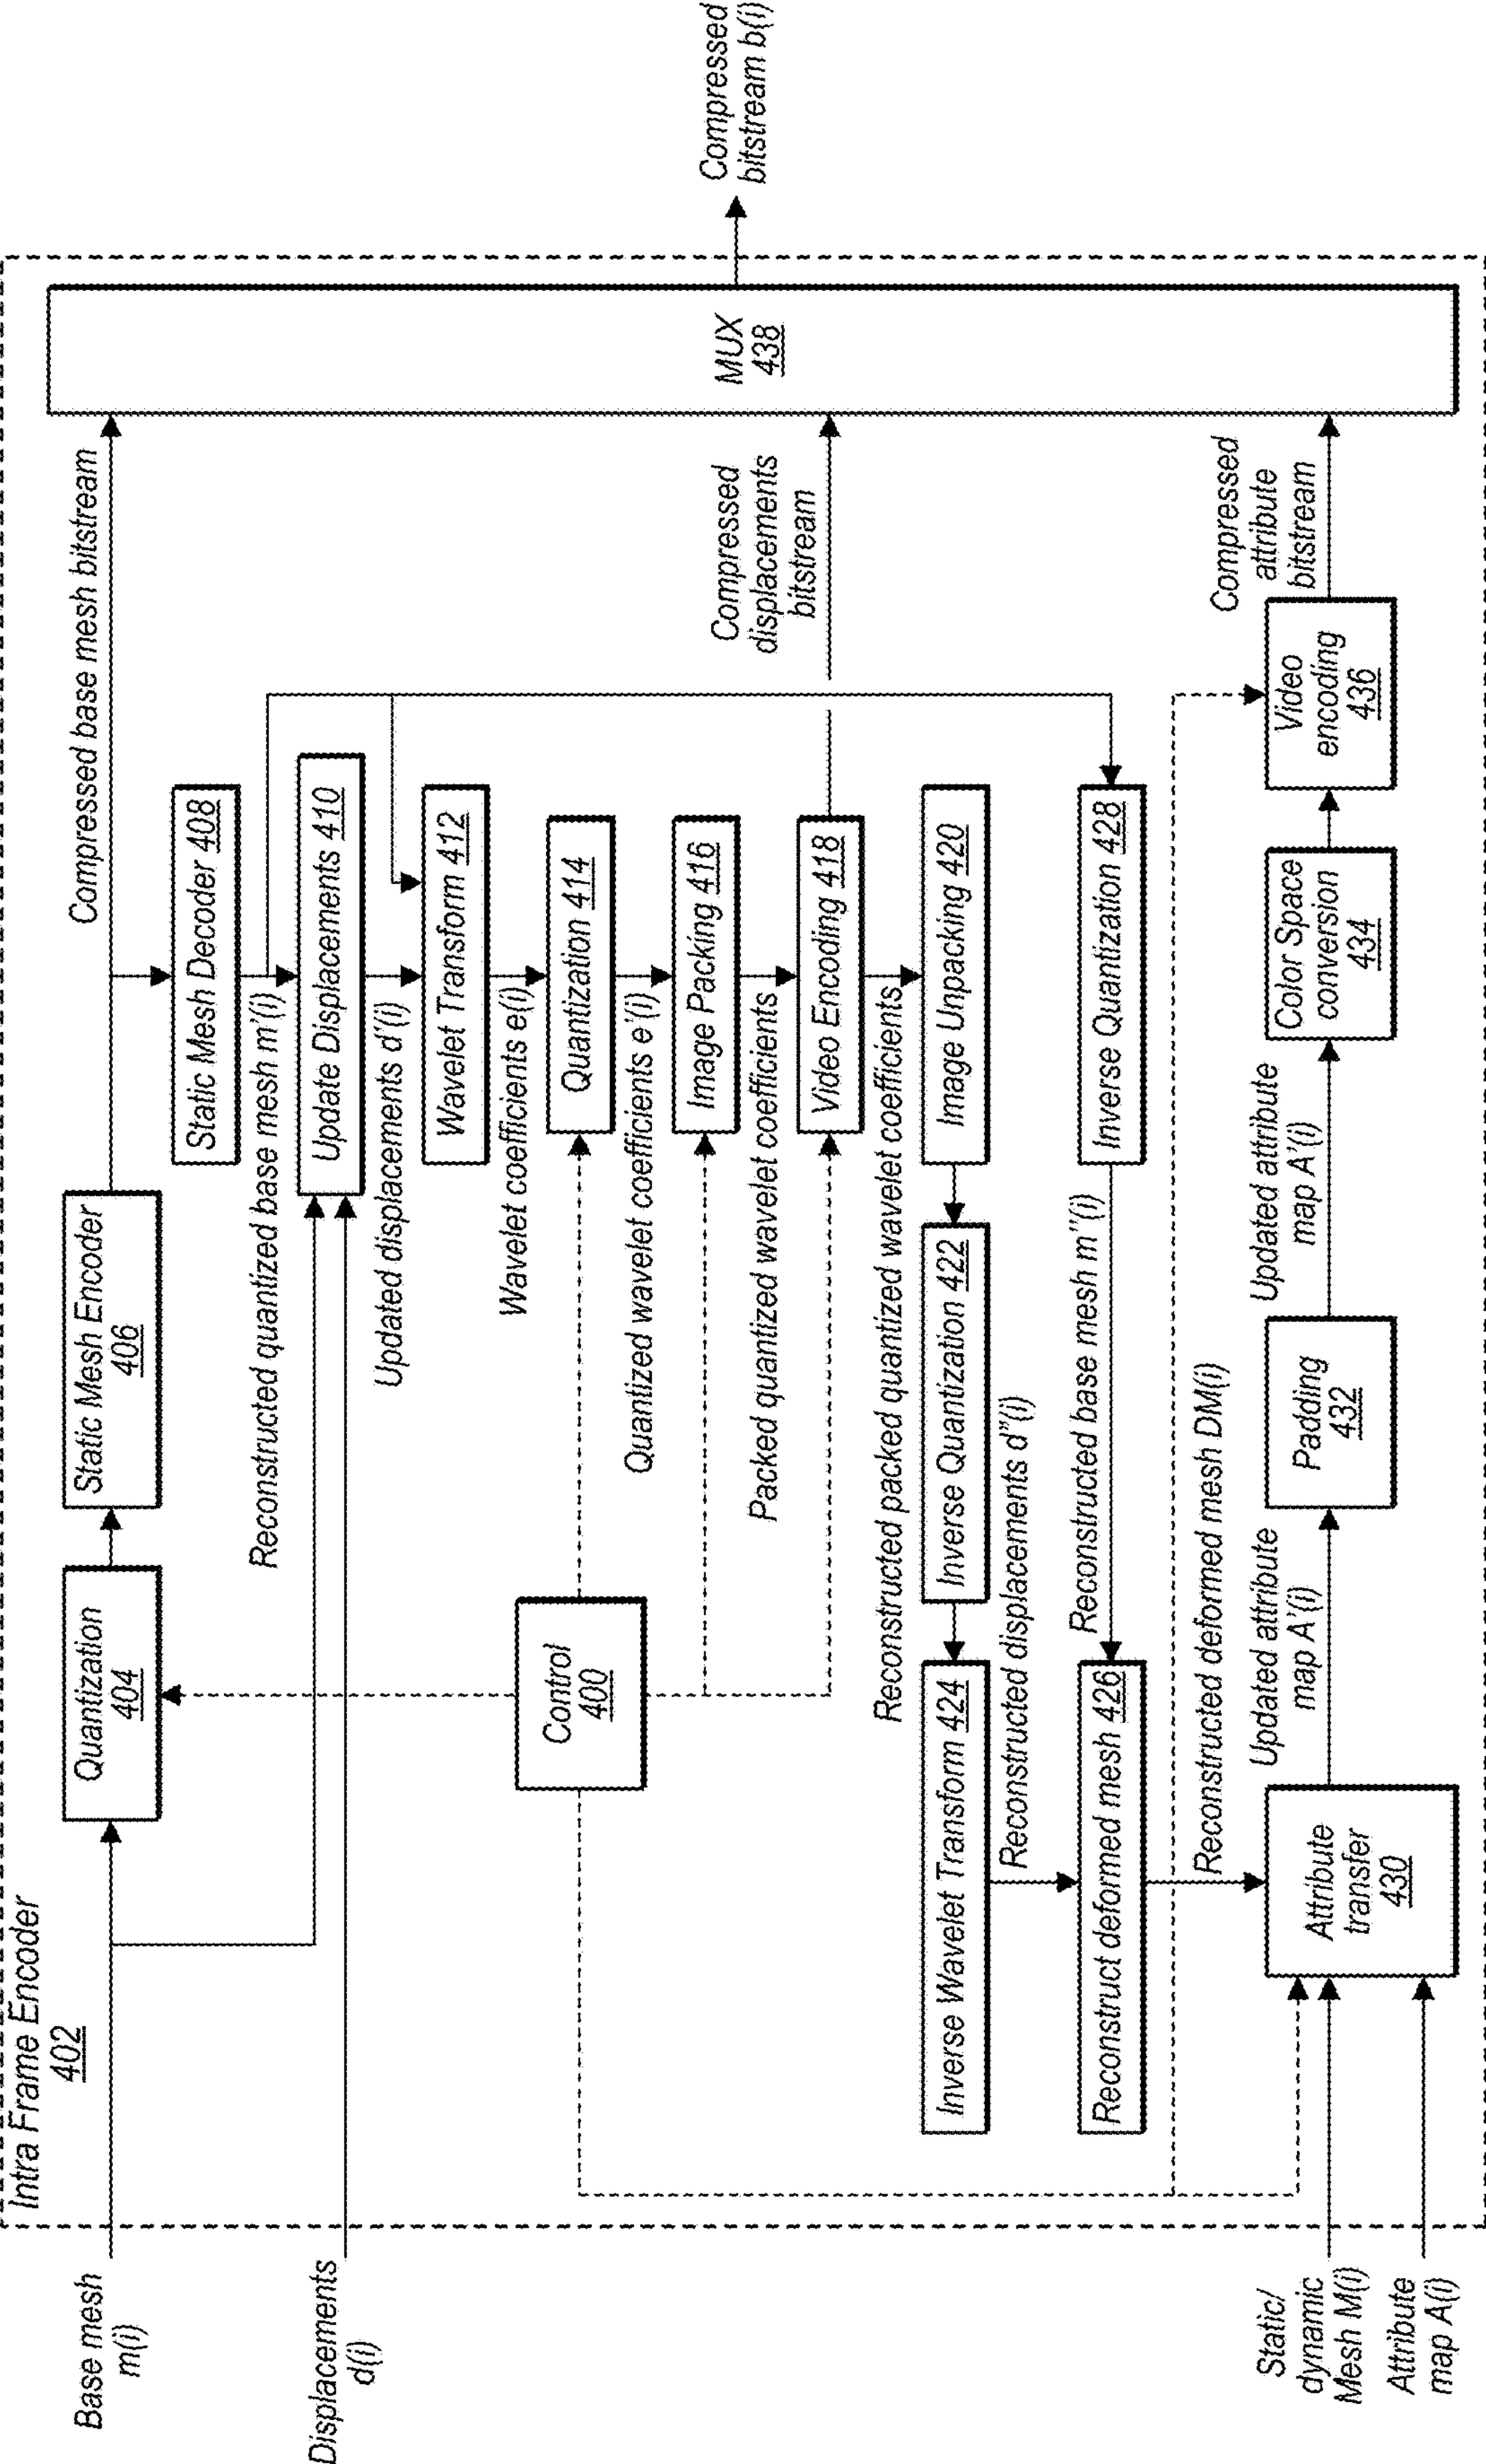 Intra Frame Encoder
402
Base mesh
m(i)
Displacements
d(i)
Static/
dynamic
Mesh M(i)
Attribute
map A(i)
Quantization
404
Static Mesh Encoder
406
Compressed base mesh bitstream
Static Mesh Decoder 408
Reconstructed quantized base mesh m'(i)
Update Displacements 410
Updated displacements d'(i)
Wavelet Transform 412
Wavelet coefficients e(i)
Control
400
Quantization 414
Quantized wavelet coefficients e'(i)
Image Packing 416
Packed quantized wavelet coefficients
Video Encoding 418
Compressed
displacements
bitstream
Reconstructed packed quantized wavelet coefficients
Inverse Wavelet Transform 424
Inverse Quantization 422
Image Unpacking 420
Reconstructed displacements d"(i)
Reconstruct deformed mesh 426
Reconstructed base mesh m"(i)
Inverse Quantization 428
Reconstructed deformed mesh DM(i)
Attribute
transfer
430
Updated attribute
map A'(i)
Padding
432
Updated attribute
map A'(i)
Color Space
conversion
434
Video
encoding
436
Compressed
attribute
bitstream
MUX
438
Compressed
bitstream b(i)